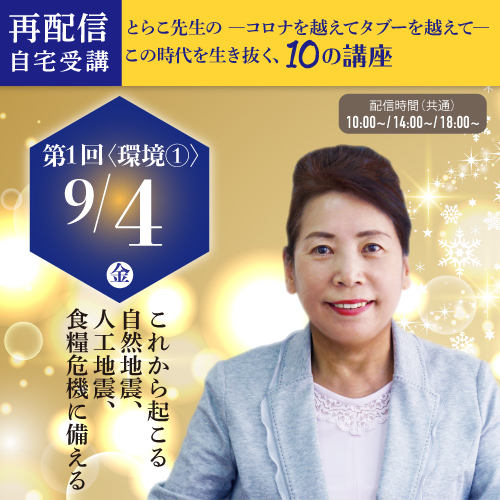 再配信
自宅受講
とらこ先生の ―コロナを越えてタブーを越えて―
この時代を生き抜く、10の講座
配信時間（共通）
10:00~/14:00~/18:00~
第1回〈環境①〉
9/4
金
これから起こる
自然地震、
人工地震、
食糧危機に備える